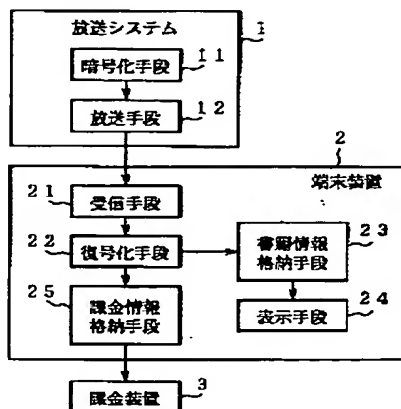 放送システム
1
暗号化手段
11
放送手段
12
2
端末装置
21
受信手段
22
復号化手段
23
書籍情報
格納手段
25
課金情報
格納手段
24
表示手段
課金装置
3